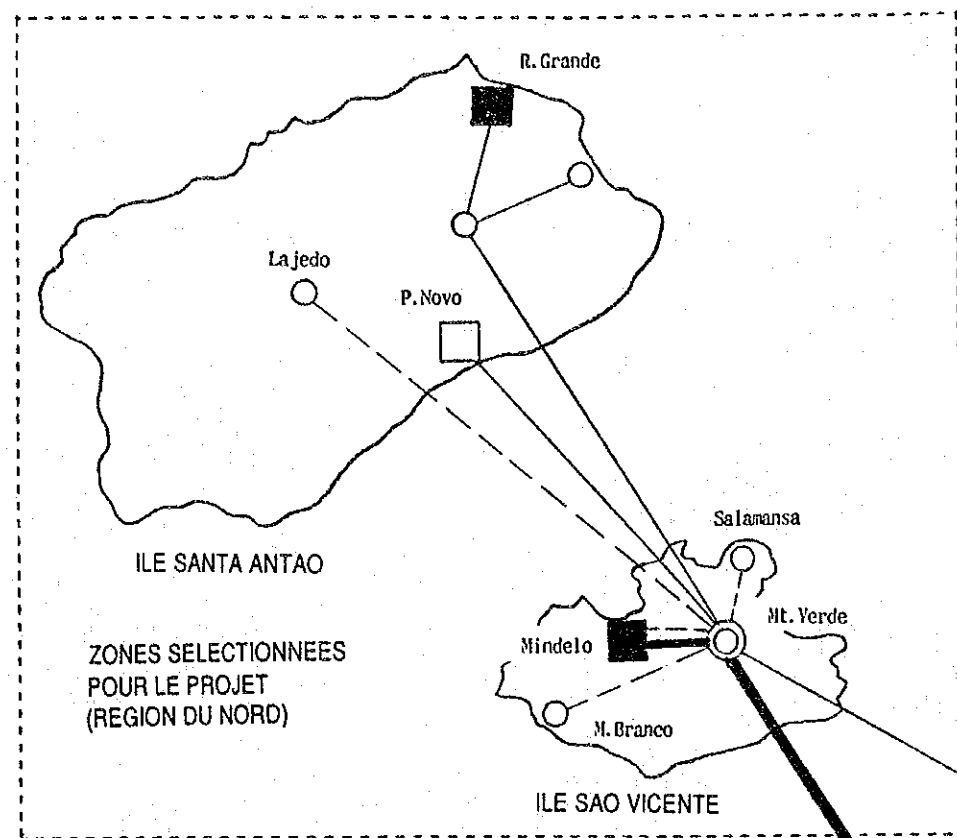 R.Grande
Lajedo
P.Novo
Salamansa
ILE SANTA ANTAO
Mt.Verde
Mindelo
ZONES SELECTIONNEES
POUR LE PROJET
(REGION DU NORD)
M.Branco
ILE SAO VICENTE